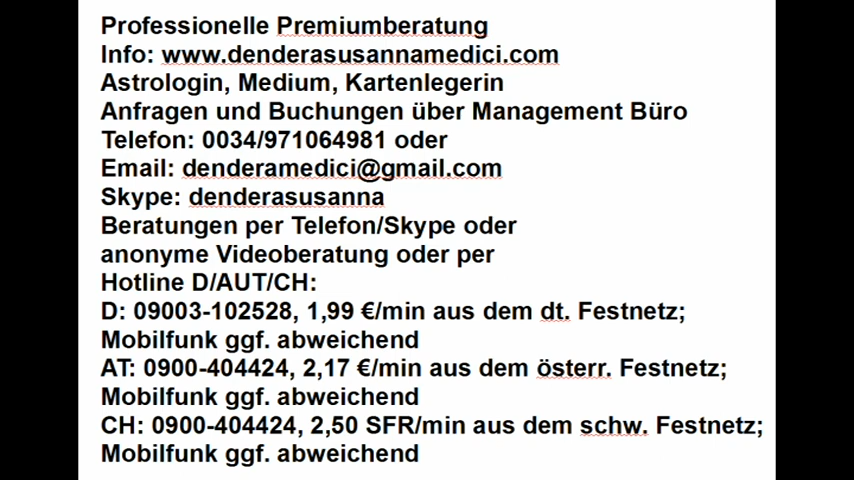 Professionelle Premiumberatung
Info: www.denderasusannamedici.com
Astrologin, Medium, Kartenlegerin
Anfragen und Buchungen über Management Büro
Telefon: 0034/971064981 oder
Email: denderamedici@gmail.com
Skype: denderasusanna
Beratungen per Telefon/Skype oder
anonyme Videoberatung oder per
Hotline D/AUT/CH:
D: 09003-102528, 1,99 €/min aus dem dt. Festnetz;
Mobilfunk ggf. abweichend
AT: 0900-404424, 2,17 €/min aus dem österr. Festnetz;
Mobilfunk ggf. abweichend
CH: 0900-404424, 2,50 SFR/min aus dem schw. Festnetz;
Mobilfunk ggf. abweichend